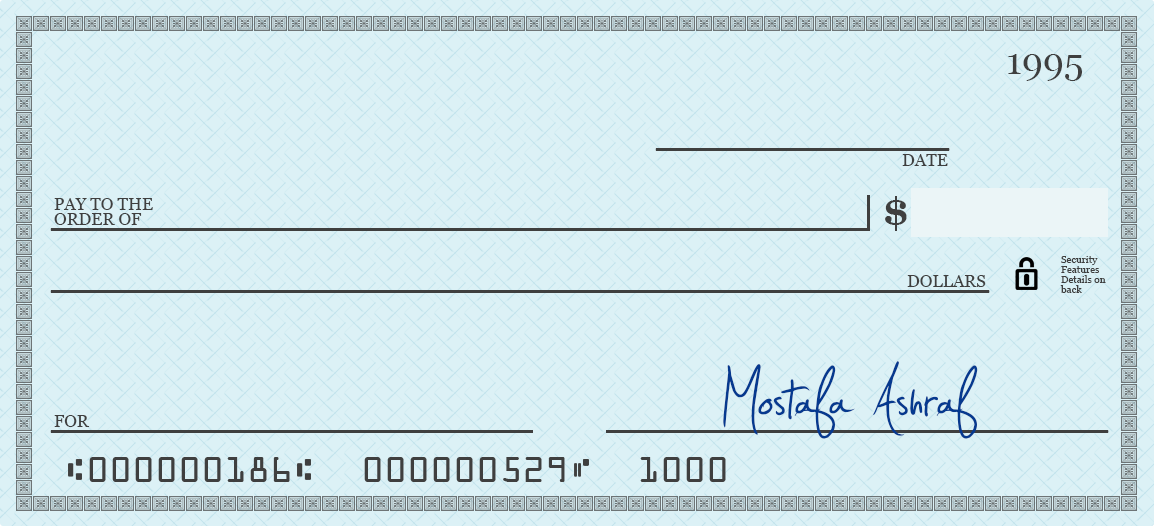 1995
DATE
PAY TO THE
ORDER OF
$
DOLLARS
Security
Features
Details on
back
Mostafa Ashraf
FOR
⑆000000186⑆ 000000529⑈ 1000